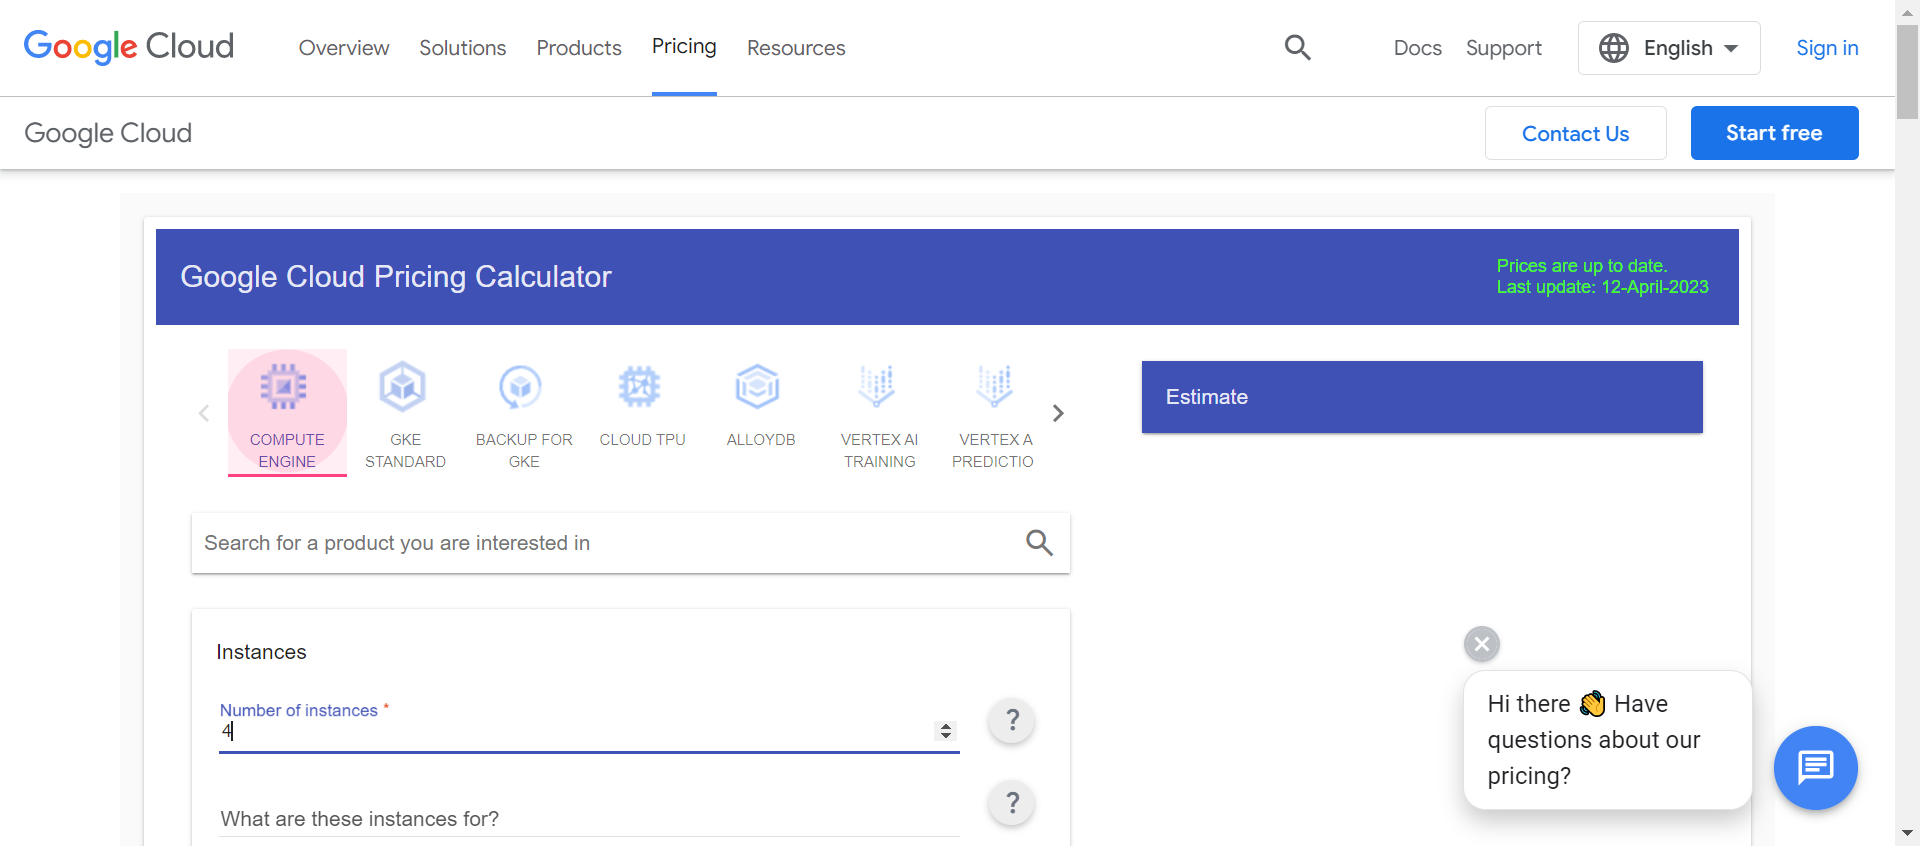 Google Cloud
Overview
Solutions
Products
Pricing
Resources
Docs
Support
English
Sign in
Google Cloud
Contact Us
Start free
Google Cloud Pricing Calculator
Prices are up to date.
Last update: 12-April-2023
COMPUTE
ENGINE
GKE
STANDARD
BACKUP FOR
GKE
CLOUD TPU
ALLOYDB
VERTEX AI
TRAINING
VERTEX A
PREDICTIO
Estimate
Search for a product you are interested in
Instances
Number of instances *
4
?
What are these instances for?
?
Hi there 👋 Have
questions about our
pricing?